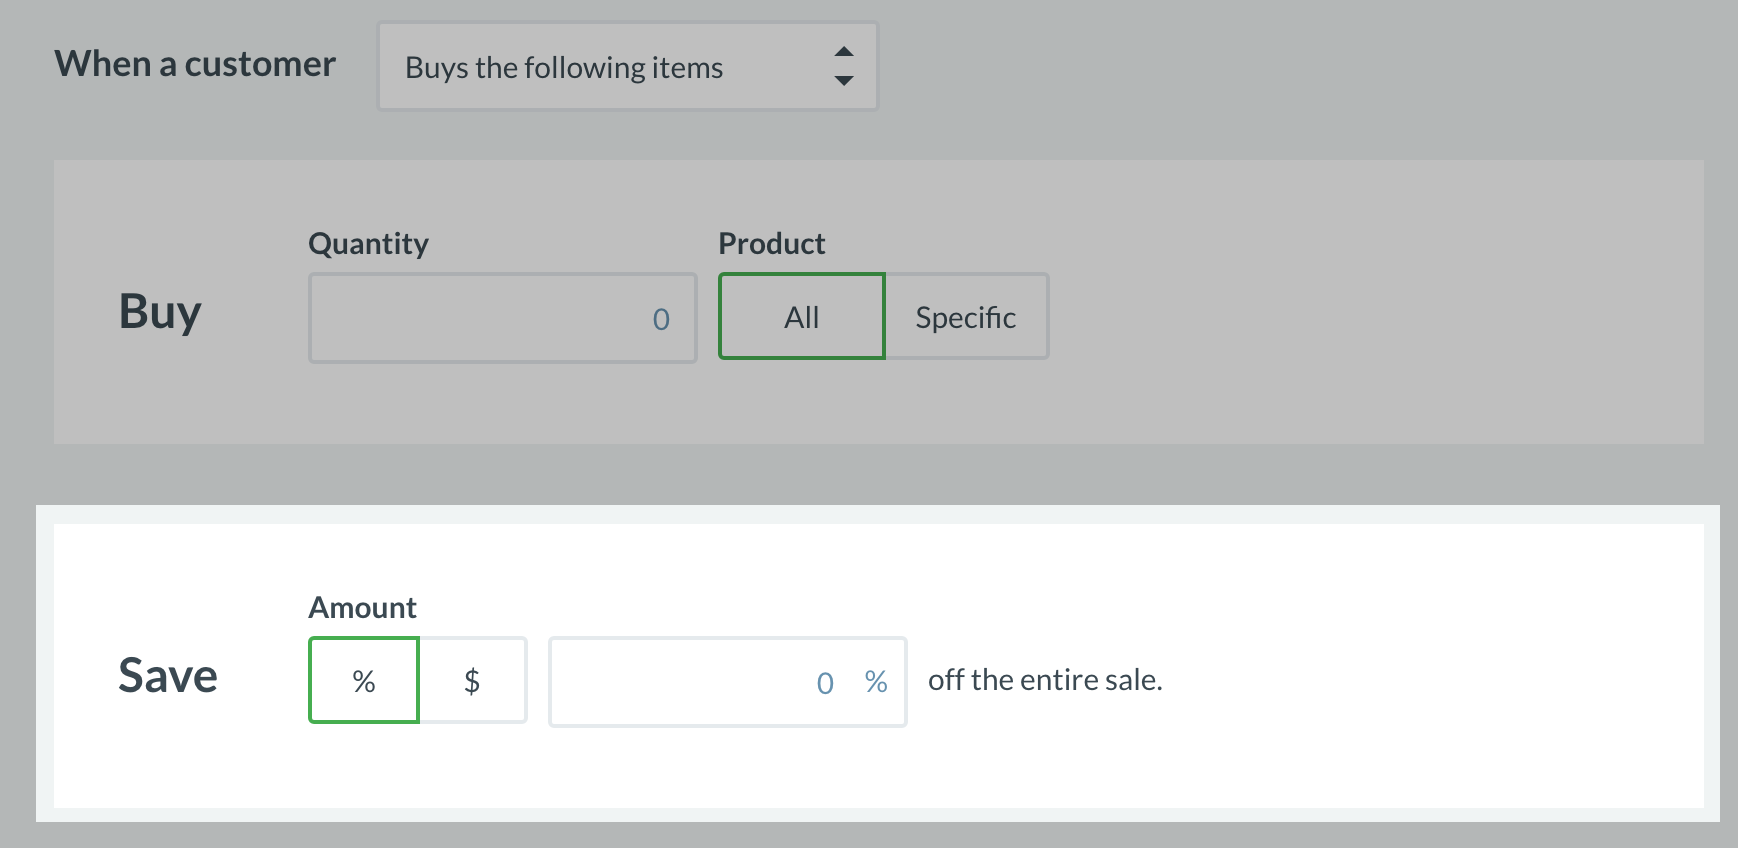 When a customer Buys the following items
Quantity Product
Buy 0 All Specific
Amount
Save % $ 0 % off the entire sale.